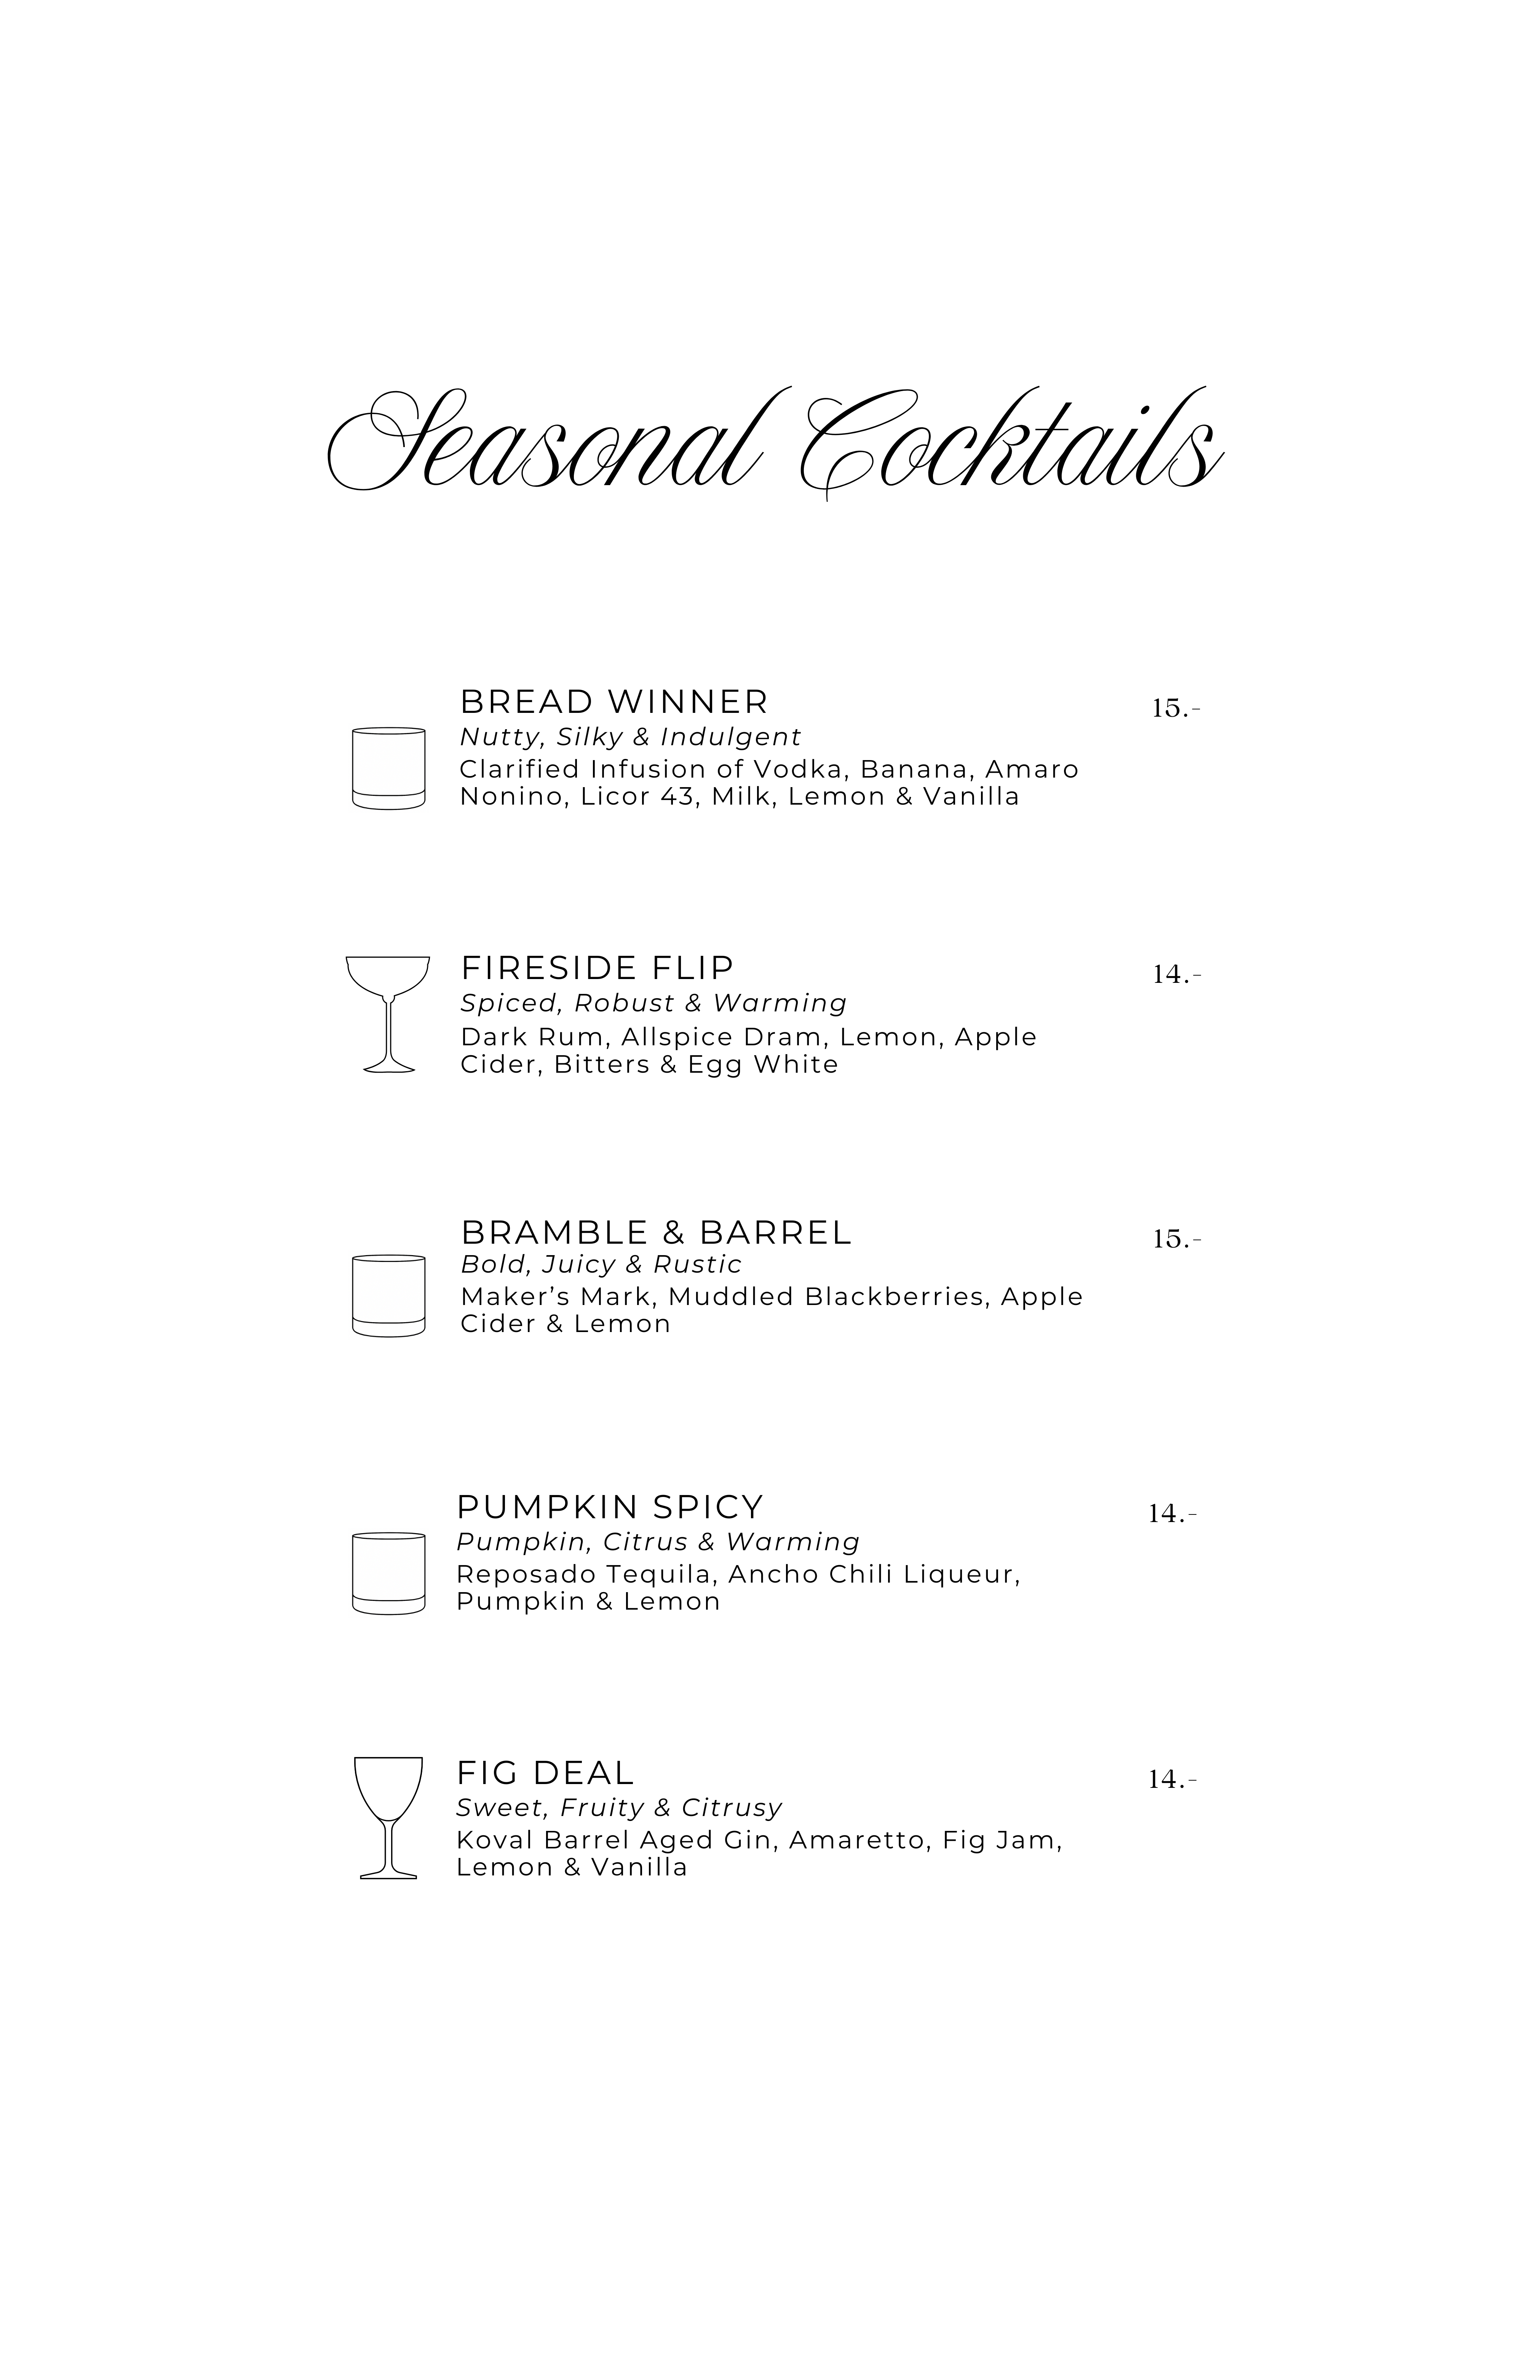 Seasonal Cocktails
BREAD WINNER 15.-
Nutty, Silky & Indulgent
Clarified Infusion of Vodka, Banana, Amaro
Nonino, Licor 43, Milk, Lemon & Vanilla
FIRESIDE FLIP 14.-
Spiced, Robust & Warming
Dark Rum, Allspice Dram, Lemon, Apple
Cider, Bitters & Egg White
BRAMBLE & BARREL 15.-
Bold, Juicy & Rustic
Maker’s Mark, Muddled Blackberries, Apple
Cider & Lemon
PUMPKIN SPICY 14.-
Pumpkin, Citrus & Warming
Reposado Tequila, Ancho Chili Liqueur,
Pumpkin & Lemon
FIG DEAL 14.-
Sweet, Fruity & Citrusy
Koval Barrel Aged Gin, Amaretto, Fig Jam,
Lemon & Vanilla